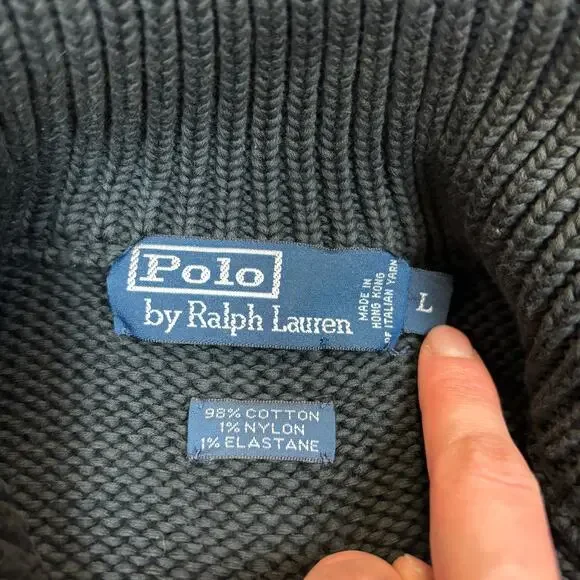 Polo
by Ralph Lauren
MADE IN
HONG KONG
OF ITALIAN YARN
L
98% COTTON
1% NYLON
1% ELASTANE